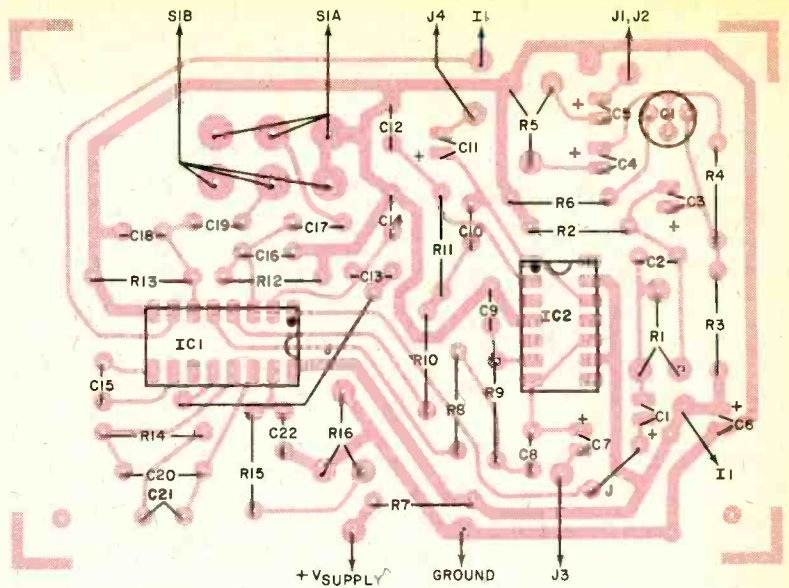 S1B S1A J4 I1 J1,J2
C12 C11 R5 C5 Q1
C4 R4
C19 C17 C14 C10 R6 C3
C18 R11 R2
C16 C2
R13 R12 C13
C9 IC2 R1 R3
IC1
R10
C15 R8 R9
R14 C22 R16 C1 C6
C8 C7
C20 R15 I1
C21 J
R7
+VSUPPLY GROUND J3